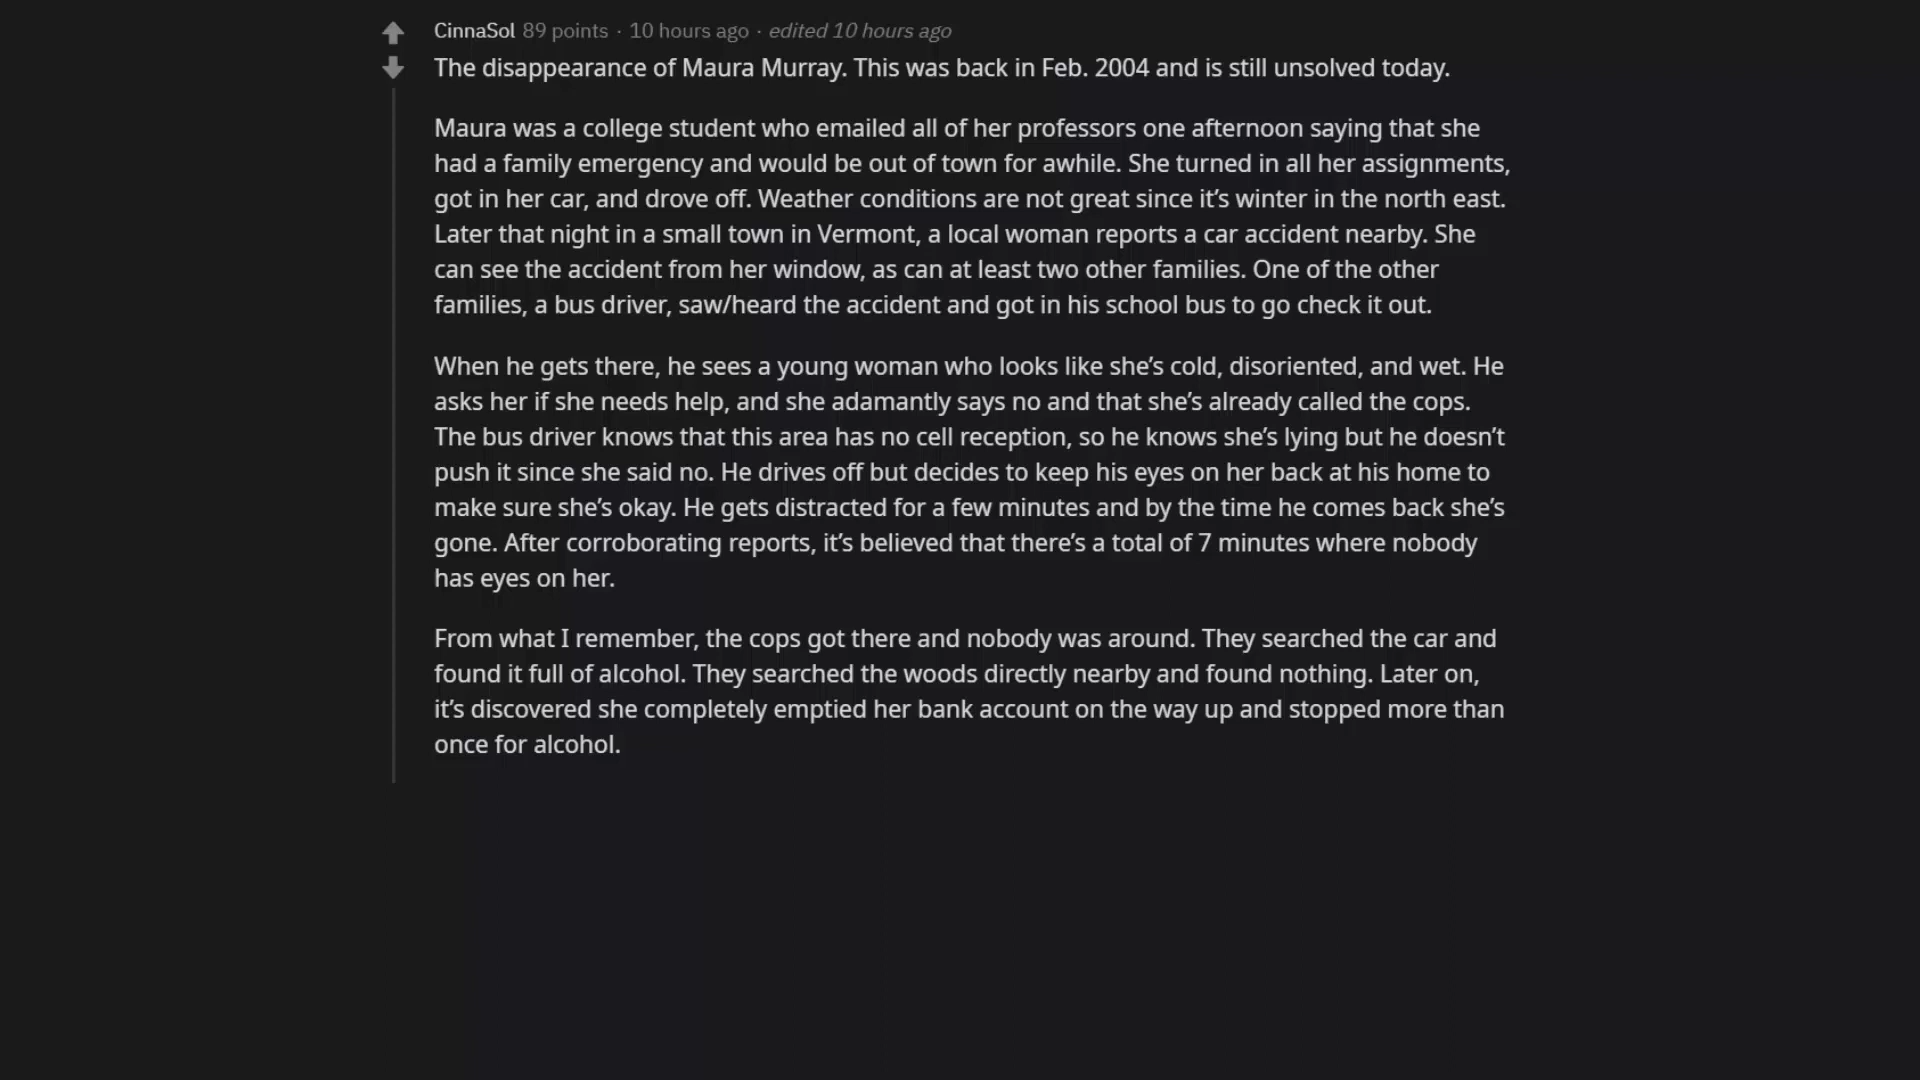 CinnaSol 89 points · 10 hours ago · edited 10 hours ago
The disappearance of Maura Murray. This was back in Feb. 2004 and is still unsolved today.
Maura was a college student who emailed all of her professors one afternoon saying that she
had a family emergency and would be out of town for awhile. She turned in all her assignments,
got in her car, and drove off. Weather conditions are not great since it’s winter in the north east.
Later that night in a small town in Vermont, a local woman reports a car accident nearby. She
can see the accident from her window, as can at least two other families. One of the other
families, a bus driver, saw/heard the accident and got in his school bus to go check it out.
When he gets there, he sees a young woman who looks like she’s cold, disoriented, and wet. He
asks her if she needs help, and she adamantly says no and that she’s already called the cops.
The bus driver knows that this area has no cell reception, so he knows she’s lying but he doesn’t
push it since she said no. He drives off but decides to keep his eyes on her back at his home to
make sure she’s okay. He gets distracted for a few minutes and by the time he comes back she’s
gone. After corroborating reports, it’s believed that there’s a total of 7 minutes where nobody
has eyes on her.
From what I remember, the cops got there and nobody was around. They searched the car and
found it full of alcohol. They searched the woods directly nearby and found nothing. Later on,
it’s discovered she completely emptied her bank account on the way up and stopped more than
once for alcohol.